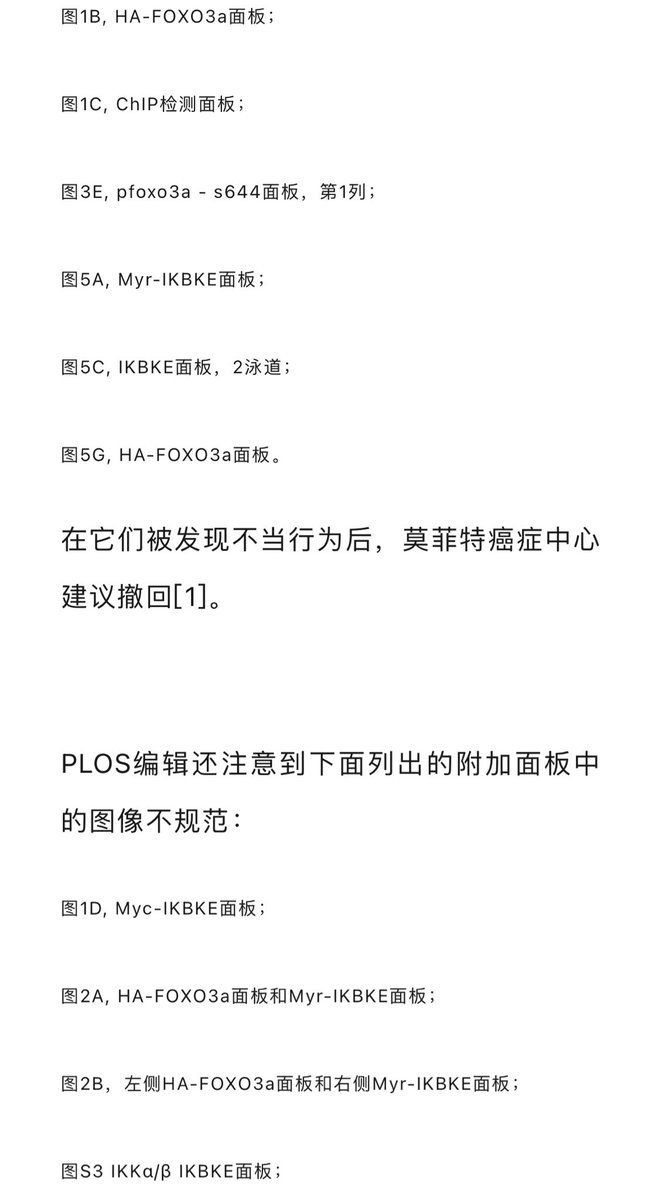 图1B, HA-FOXO3a面板；
图1C, ChIP检测面板；
图3E, pfoxo3a - s644面板，第1列；
图5A, Myr-IKBKE面板；
图5C, IKBKE面板，2泳道；
图5G, HA-FOXO3a面板。
在它们被发现不当行为后，莫菲特癌症中心
建议撤回[1]。
PLOS编辑还注意到下面列出的附加面板中
的图像不规范：
图1D, Myc-IKBKE面板；
图2A, HA-FOXO3a面板和Myr-IKBKE面板；
图2B，左侧HA-FOXO3a面板和右侧Myr-IKBKE面板；
图S3 IKKα/β IKBKE面板；